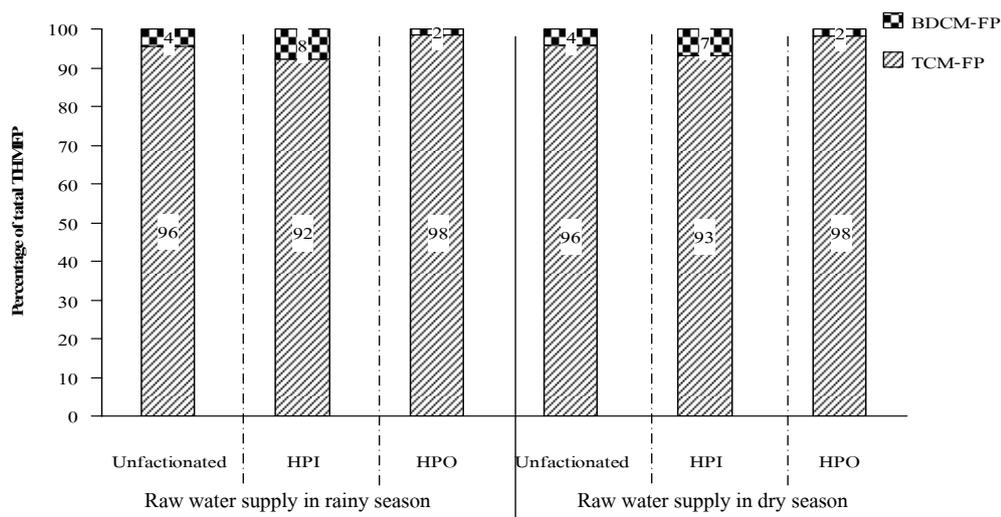 BDCM-FP
TCM-FP
Percentage of tatal THMFP
100
90
80
70
60
50
40
30
20
10
0
4 8 2 4 7 2
96 92 98 96 93 98
Unfactionated HPI HPO Unfactionated HPI HPO
Raw water supply in rainy season Raw water supply in dry season